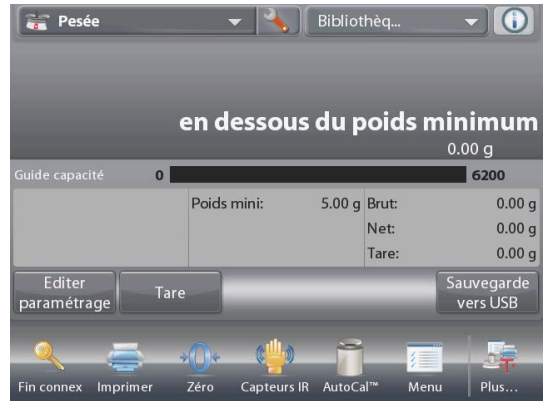 Pesée
Bibliothèq...
en dessous du poids minimum
0.00 g
Guide capacité 0 6200
Poids mini: 5.00 g Brut: 0.00 g
Net: 0.00 g
Tare: 0.00 g
Editer paramétrage
Tare
Sauvegarde vers USB
Fin connex Imprimer Zéro Capteurs IR AutoCal™ Menu Plus...